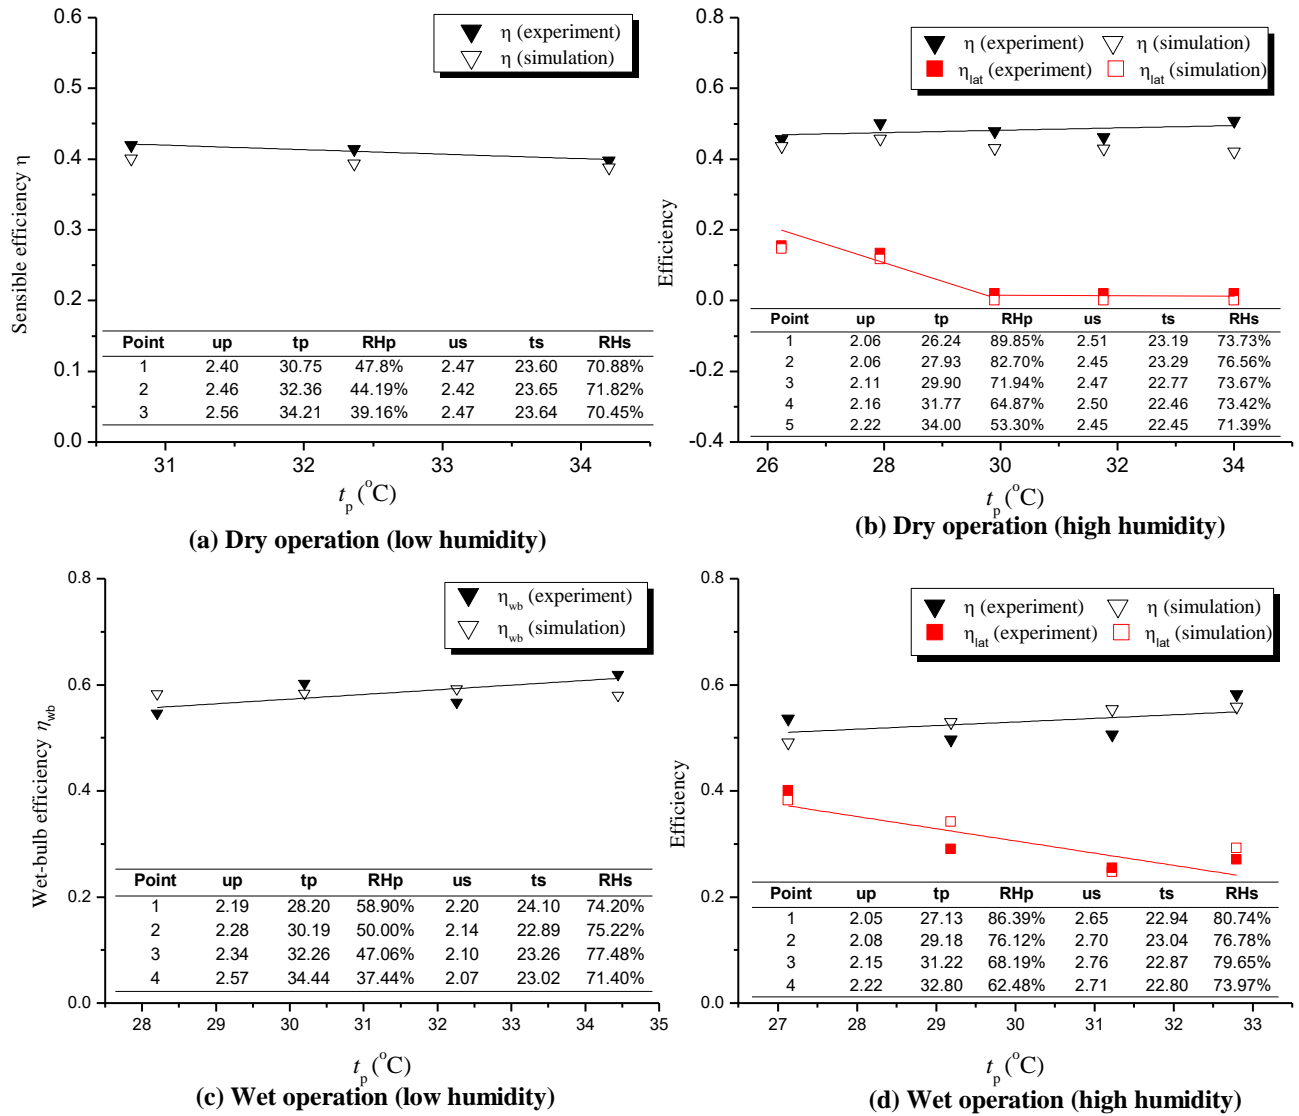 η (experiment)
η (simulation)
0.6
0.5
0.4
0.3
0.2
0.1
0.0
Sensible efficiency η
Point up tp RHp us ts RHs
1 2.40 30.75 47.8% 2.47 23.60 70.88%
2 2.46 32.36 44.19% 2.42 23.65 71.82%
3 2.56 34.21 39.16% 2.47 23.64 70.45%
31 32 33 34
tp (°C)
(a) Dry operation (low humidity)
η (experiment) η (simulation)
ηlat (experiment) ηlat (simulation)
0.8
0.6
0.4
0.2
0.0
-0.2
-0.4
Efficiency
Point up tp RHp us ts RHs
1 2.06 26.24 89.85% 2.51 23.19 73.73%
2 2.06 27.93 82.70% 2.45 23.29 76.56%
3 2.11 29.90 71.94% 2.47 22.77 73.67%
4 2.16 31.77 64.87% 2.50 22.46 73.42%
5 2.22 34.00 53.30% 2.45 22.45 71.39%
26 28 30 32 34
tp (°C)
(b) Dry operation (high humidity)
ηwb (experiment)
ηwb (simulation)
0.8
0.6
0.4
0.2
0.0
Wet-bulb efficiency ηwb
Point up tp RHp us ts RHs
1 2.19 28.20 58.90% 2.20 24.10 74.20%
2 2.28 30.19 50.00% 2.14 22.89 75.22%
3 2.34 32.26 47.06% 2.10 23.26 77.48%
4 2.57 34.44 37.44% 2.07 23.02 71.40%
28 29 30 31 32 33 34 35
tp (°C)
(c) Wet operation (low humidity)
η (experiment) η (simulation)
ηlat (experiment) ηlat (simulation)
0.8
0.6
0.4
0.2
0.0
Efficiency
Point up tp RHp us ts RHs
1 2.05 27.13 86.39% 2.65 22.94 80.74%
2 2.08 29.18 76.12% 2.70 23.04 76.78%
3 2.15 31.22 68.19% 2.76 22.87 79.65%
4 2.22 32.80 62.48% 2.71 22.80 73.97%
27 28 29 30 31 32 33
tp (°C)
(d) Wet operation (high humidity)